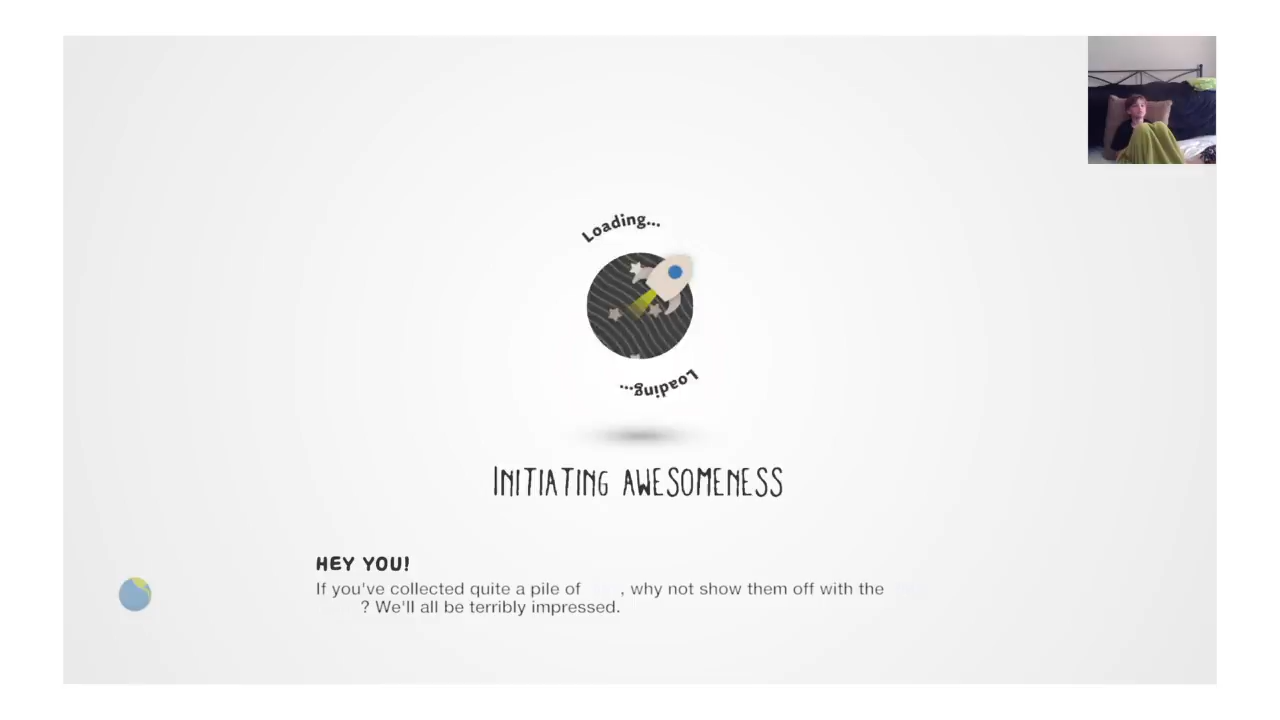 Loading...
Loading...
INITIATING AWESOMENESS
HEY YOU!
If you've collected quite a pile of , why not show them off with the
? We'll all be terribly impressed.